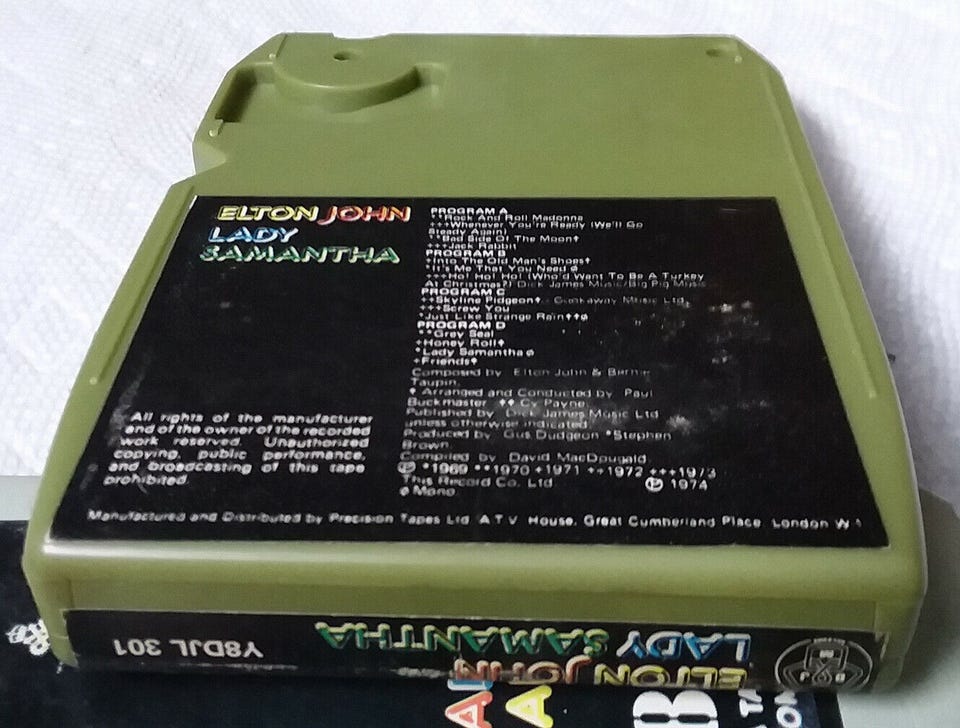 ELTON JOHN
LADY
SAMANTHA
All rights of the manufacturer
and of the owner of the recorded
work reserved. Unauthorized
copying, public performance,
and broadcasting of this tape
prohibited.
PROGRAM A
**Rock And Roll Madonna
+++Whenever You're Ready (We'll Go
Steady Again)
**Bad Side Of The Moon†
+++Jack Rabbit
PROGRAM B
*Into The Old Man's Shoes†
*It's Me That You Need ø
+++Ho! Ho! Ho! (Who'd Want To Be A Turkey
At Christmas?) Dick James Music/Big Pig Music
PROGRAM C
++Skyline Pidgeon† Gunkaway Music Ltd.
+++Screw You
*Just Like Strange Rain††ø
PROGRAM D
**Grey Seal
+Honey Roll†
*Lady Samantha ø
+Friends†
Composed by Elton John & Bernie
Taupin.
† Arranged and Conducted by Paul
Buckmaster †† Cy Payne
Published by Dick James Music Ltd
unless otherwise indicated
Produced by Gus Dudgeon *Stephen
Brown.
Compiled by David MacDougald.
℗ *1969 **1970 +1971 ++1972 +++1973
This Record Co. Ltd. ℗ 1974
ø Mono.
Manufactured and Distributed by Precision Tapes Ltd A T V House, Great Cumberland Place London W1
ELTON JOHN
LADY SAMANTHA
Y8DJL 301